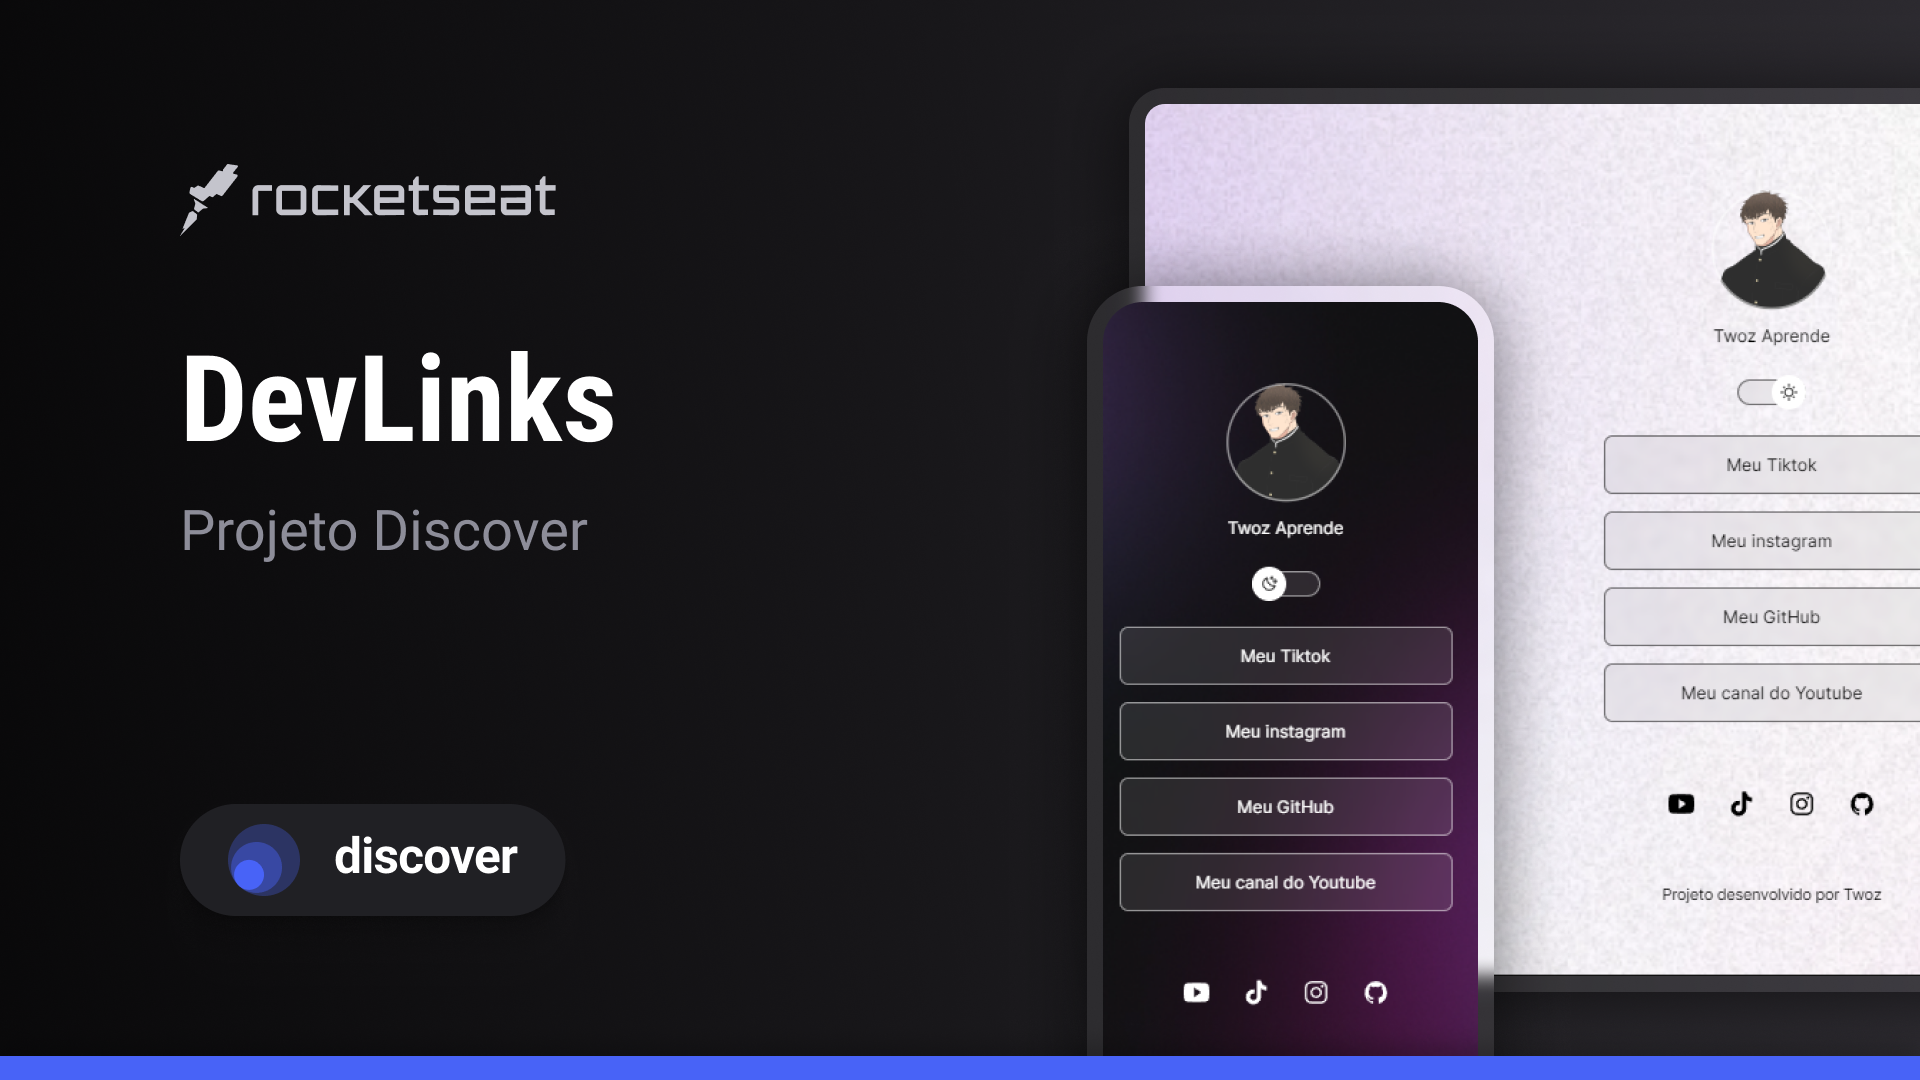 rocketseat
DevLinks
Projeto Discover
discover
Twoz Aprende
Meu Tiktok
Meu instagram
Meu GitHub
Meu canal do Youtube
Twoz Aprende
Meu Tiktok
Meu instagram
Meu GitHub
Meu canal do Youtube
Projeto desenvolvido por Twoz